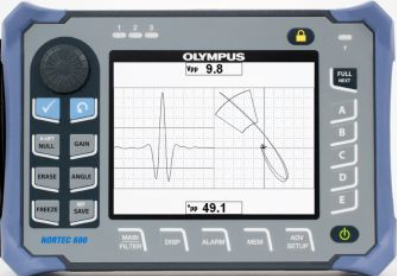 1 2 3
OLYMPUS
Vpp 9.8
FULL
NEXT
A
B
C
D
E
NULL
GAIN
ERASE
ANGLE
FREEZE
SAVE
49.1
NORTEC 600
MAIN
FILTER
DISP
ALARM
MEM
ADV
SETUP